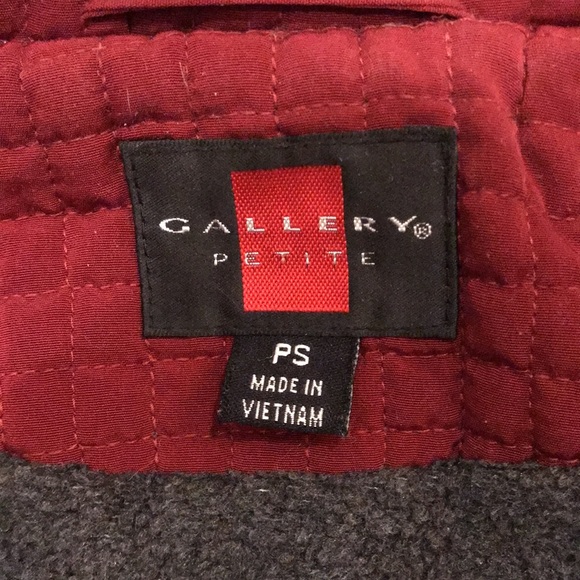 GALLERY®
PETITE
PS
MADE IN
VIETNAM